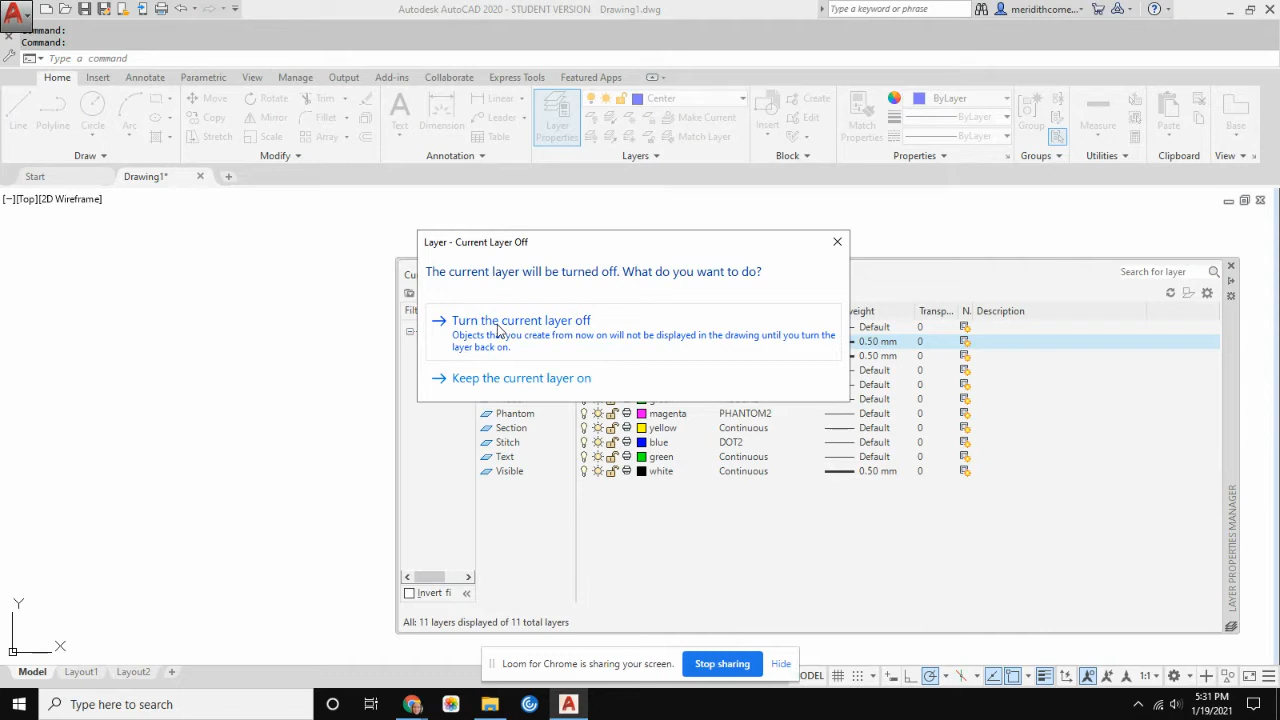 Autodesk AutoCAD 2020 - STUDENT VERSION Drawing1.dwg
Type a keyword or phrase
meridithcome...
Command:
Command:
Type a command
Home Insert Annotate Parametric View Manage Output Add-ins Collaborate Express Tools Featured Apps
Line Polyline Circle Arc
Move Rotate Trim
Copy Mirror Fillet
Stretch Scale Array
Text Dimension
Linear
Leader
Table
Layer Properties
Center
Make Current
Match Layer
Insert
Create
Edit
Match Properties
ByLayer
ByLayer
ByLayer
Group
Measure
Paste
Base
Draw Modify Annotation Layers Block Properties Groups Utilities Clipboard View
Start Drawing1*
[−][Top][2D Wireframe]
Layer - Current Layer Off
The current layer will be turned off. What do you want to do?
Turn the current layer off
Objects that you create from now on will not be displayed in the drawing until you turn the
layer back on.
Keep the current layer on
Search for layer
Transp... N. Description
Default 0
0.50 mm 0
0.50 mm 0
Default 0
Default 0
Default 0
Phantom magenta PHANTOM2 Default 0
Section yellow Continuous Default 0
Stitch blue DOT2 Default 0
Text green Continuous Default 0
Visible white Continuous 0.50 mm 0
Invert fi
All: 11 layers displayed of 11 total layers
LAYER PROPERTIES MANAGER
Y
X
Loom for Chrome is sharing your screen. Stop sharing Hide
Model Layout1 Layout2
1:1
Type here to search
5:31 PM
1/19/2021